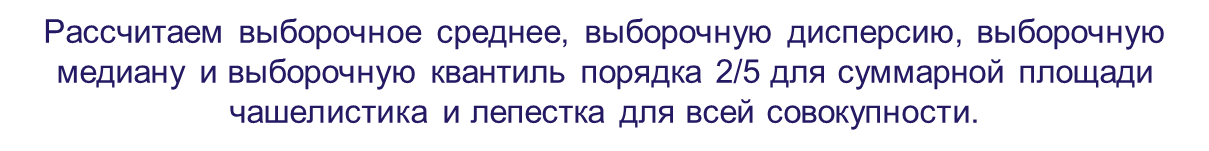 Рассчитаем выборочное среднее, выборочную дисперсию, выборочную
медиану и выборочную квантиль порядка 2/5 для суммарной площади
чашелистика и лепестка для всей совокупности.